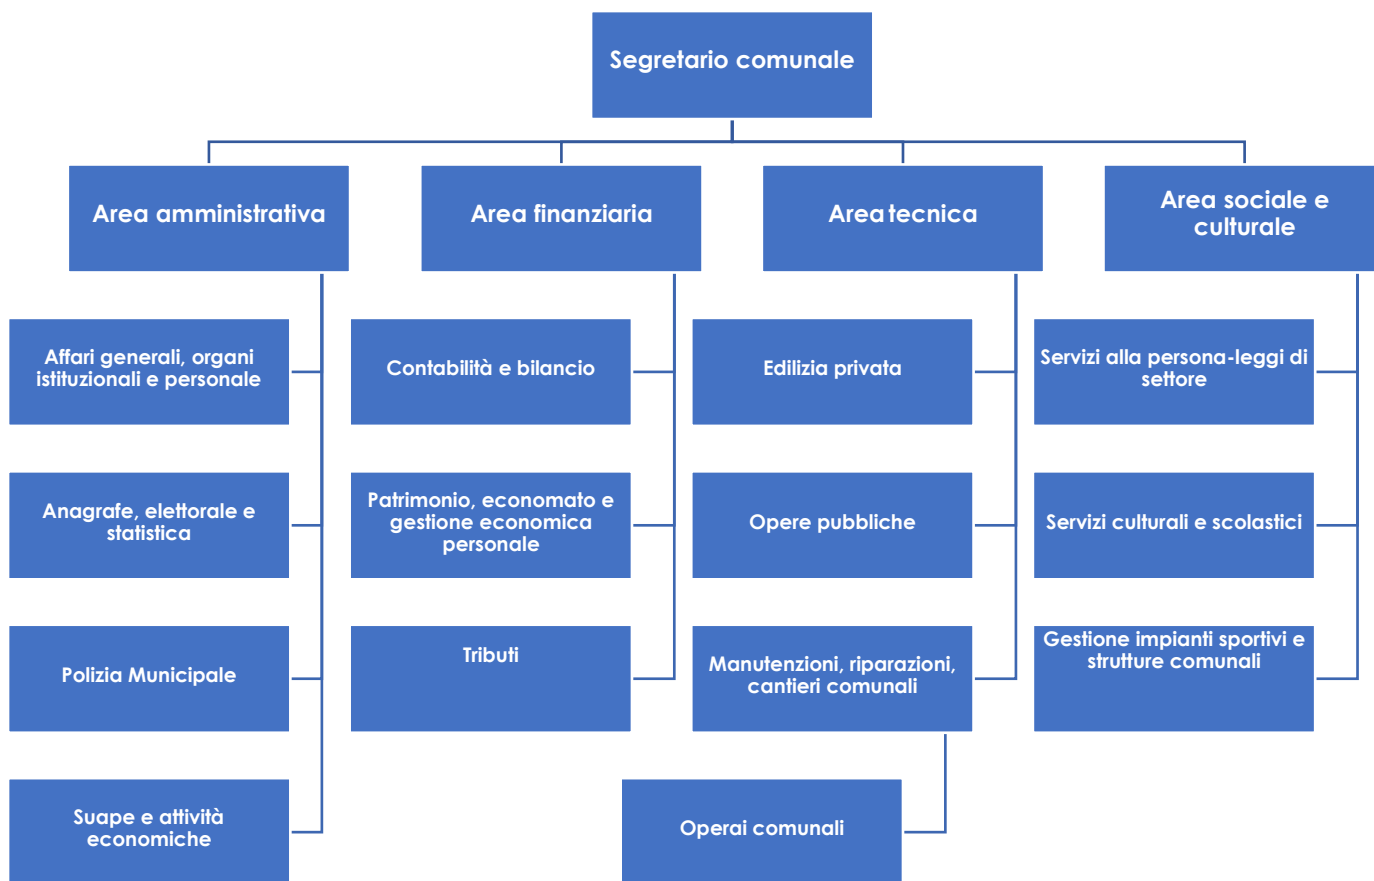 Segretario comunale
Area amministrativa
Area finanziaria
Area tecnica
Area sociale e
culturale
Affari generali, organi
istituzionali e personale
Contabilità e bilancio
Edilizia privata
Servizi alla persona-leggi di
settore
Anagrafe, elettorale e
statistica
Patrimonio, economato e
gestione economica
personale
Opere pubbliche
Servizi culturali e scolastici
Polizia Municipale
Tributi
Manutenzioni, riparazioni,
cantieri comunali
Gestione impianti sportivi e
strutture comunali
Suape e attività
economiche
Operai comunali